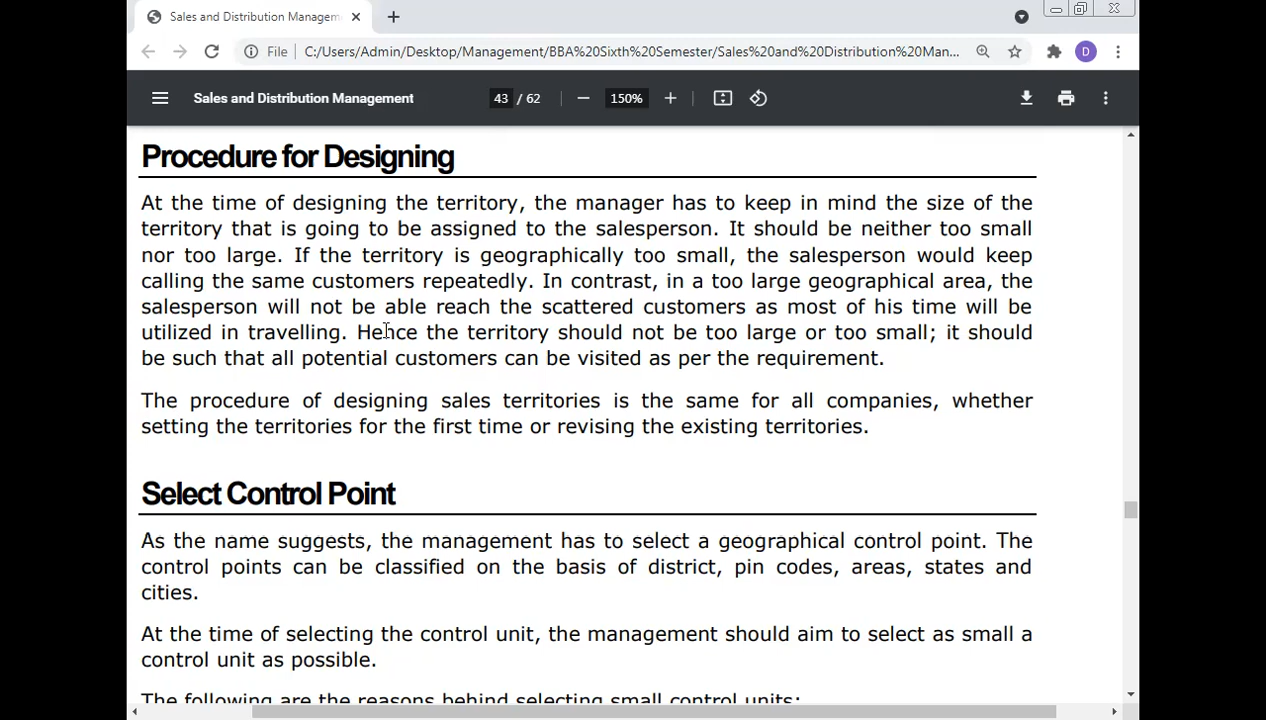 Sales and Distribution Managem
File C:/Users/Admin/Desktop/Management/BBA%20Sixth%20Semester/Sales%20and%20Distribution%20Man... D
Sales and Distribution Management 43 / 62 150%
Procedure for Designing
At the time of designing the territory, the manager has to keep in mind the size of the
territory that is going to be assigned to the salesperson. It should be neither too small
nor too large. If the territory is geographically too small, the salesperson would keep
calling the same customers repeatedly. In contrast, in a too large geographical area, the
salesperson will not be able reach the scattered customers as most of his time will be
utilized in travelling. Hence the territory should not be too large or too small; it should
be such that all potential customers can be visited as per the requirement.
The procedure of designing sales territories is the same for all companies, whether
setting the territories for the first time or revising the existing territories.
Select Control Point
As the name suggests, the management has to select a geographical control point. The
control points can be classified on the basis of district, pin codes, areas, states and
cities.
At the time of selecting the control unit, the management should aim to select as small a
control unit as possible.
The following are the reasons behind selecting small control units: